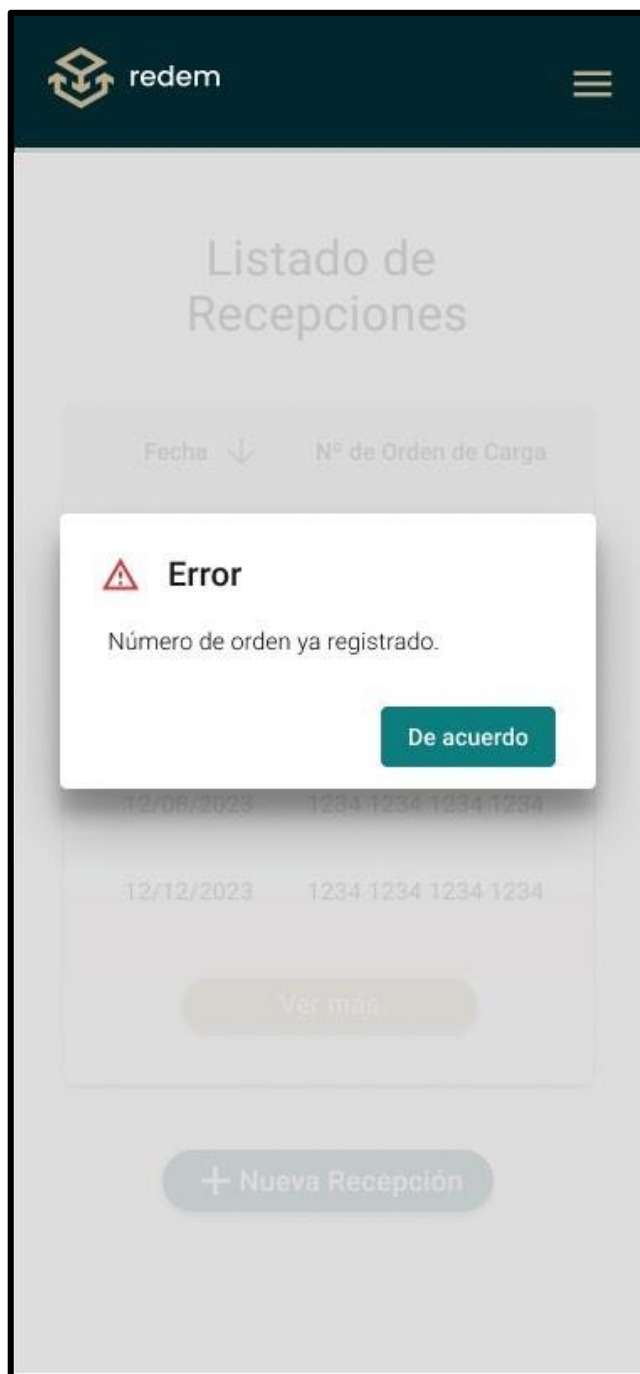 redem
Listado de
Recepciones
Fecha Nº de Orden de Carga
Error
Número de orden ya registrado.
De acuerdo
12/06/2023 1234 1234 1234 1234
12/12/2023 1234 1234 1234 1234
Ver más
+ Nueva Recepción